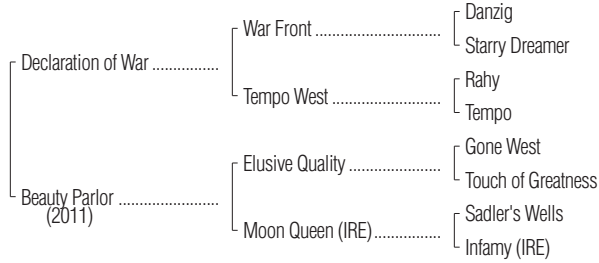 Danzig
War Front ....................
Starry Dreamer
Declaration of War ................
Rahy
Tempo West ..........................
Tempo
Gone West
Elusive Quality ......................
Touch of Greatness
Beauty Parlor ........................
(2011)
Sadler's Wells
Moon Queen (IRE)................
Infamy (IRE)